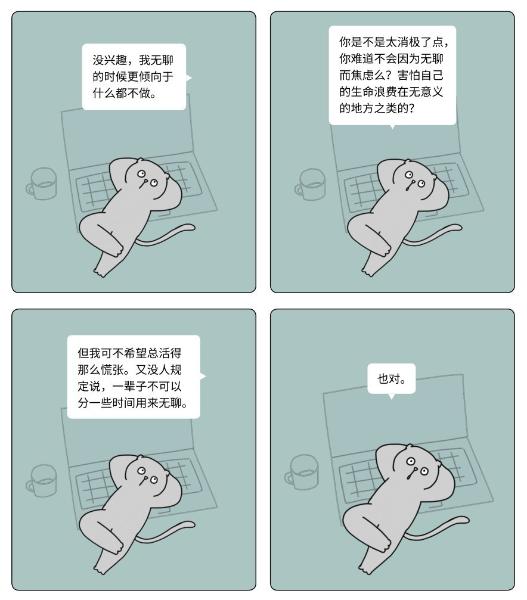 没兴趣，我无聊
的时候更倾向于
什么都不做。
你是不是太消极了点，
你难道不会因为无聊
而焦虑么？害怕自己
的生命浪费在无意义
的地方之类的？
但我可不希望总活得
那么慌张。又没人规
定说，一辈子不可以
分一些时间用来无聊。
也对。